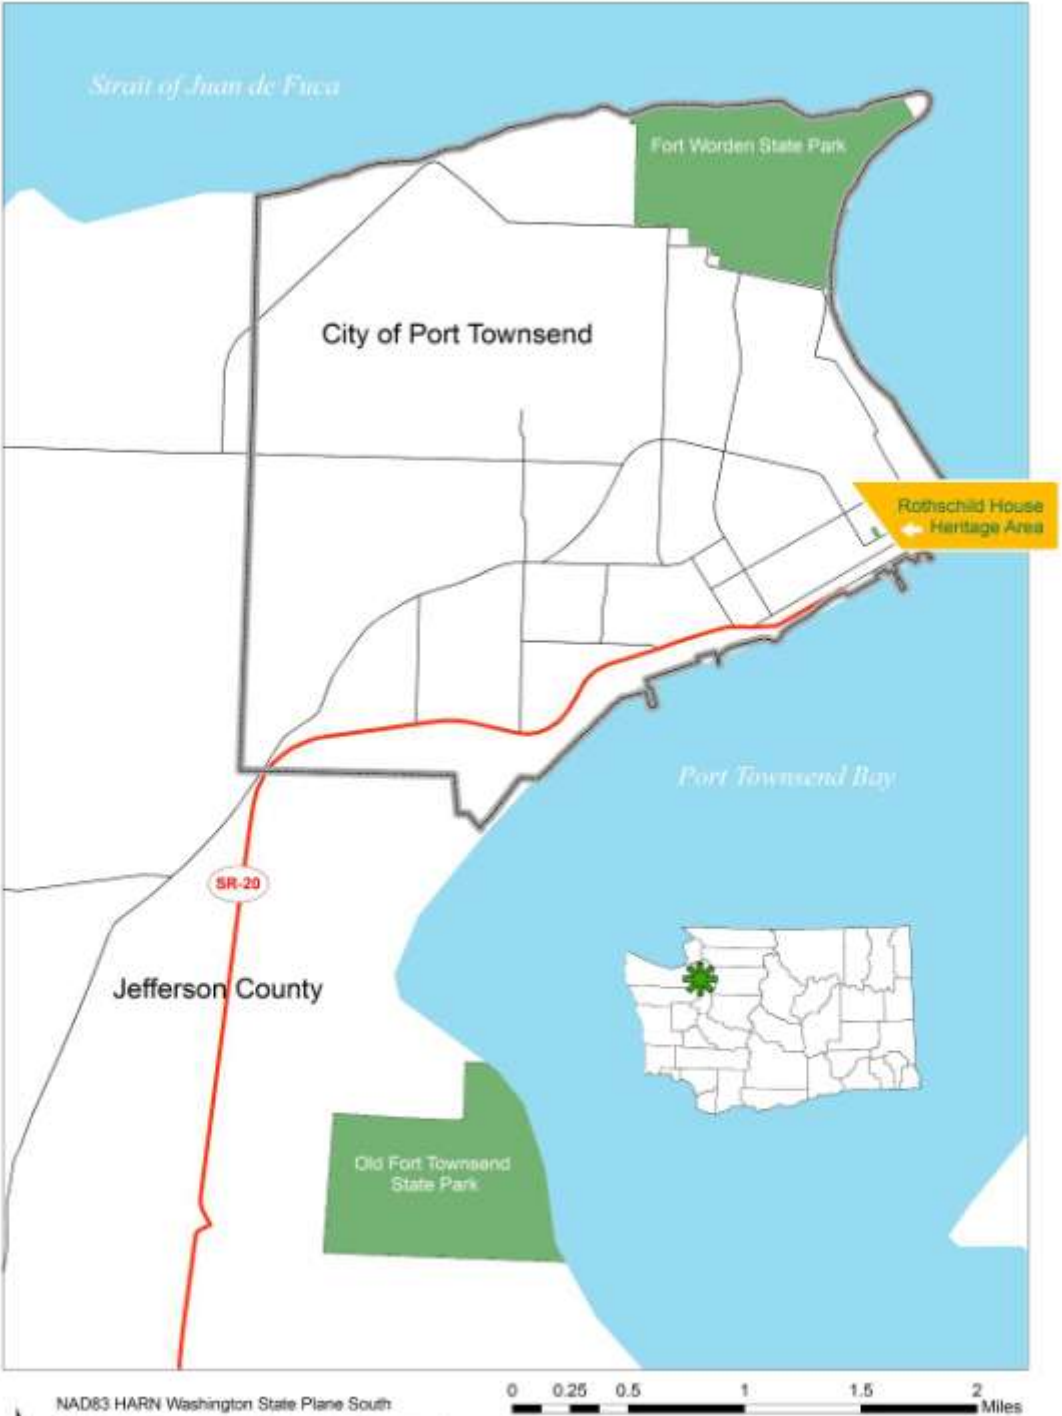 Strait of Juan de Fuca
Fort Worden State Park
City of Port Townsend
Rothschild House
Heritage Area
Port Townsend Bay
SR-20
Jefferson County
Old Fort Townsend
State Park
NAD83 HARN Washington State Plane South
0 0.25 0.5 1 1.5 2
Miles